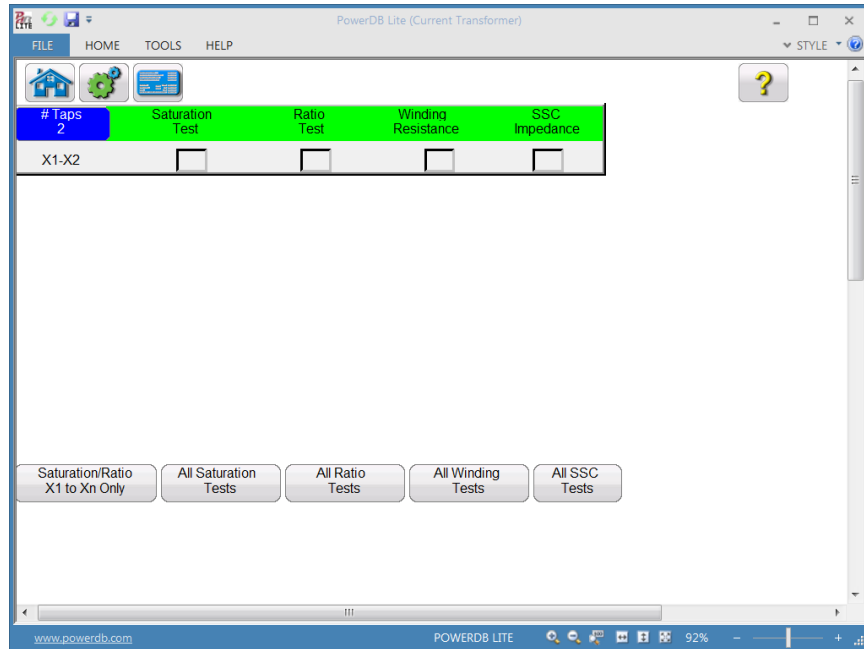 PowerDB Lite (Current Transformer)
FILE HOME TOOLS HELP STYLE
# Taps Saturation Ratio Winding SSC
2 Test Test Resistance Impedance
X1-X2
Saturation/Ratio All Saturation All Ratio All Winding All SSC
X1 to Xn Only Tests Tests Tests Tests
www.powerdb.com POWERDB LITE 92%